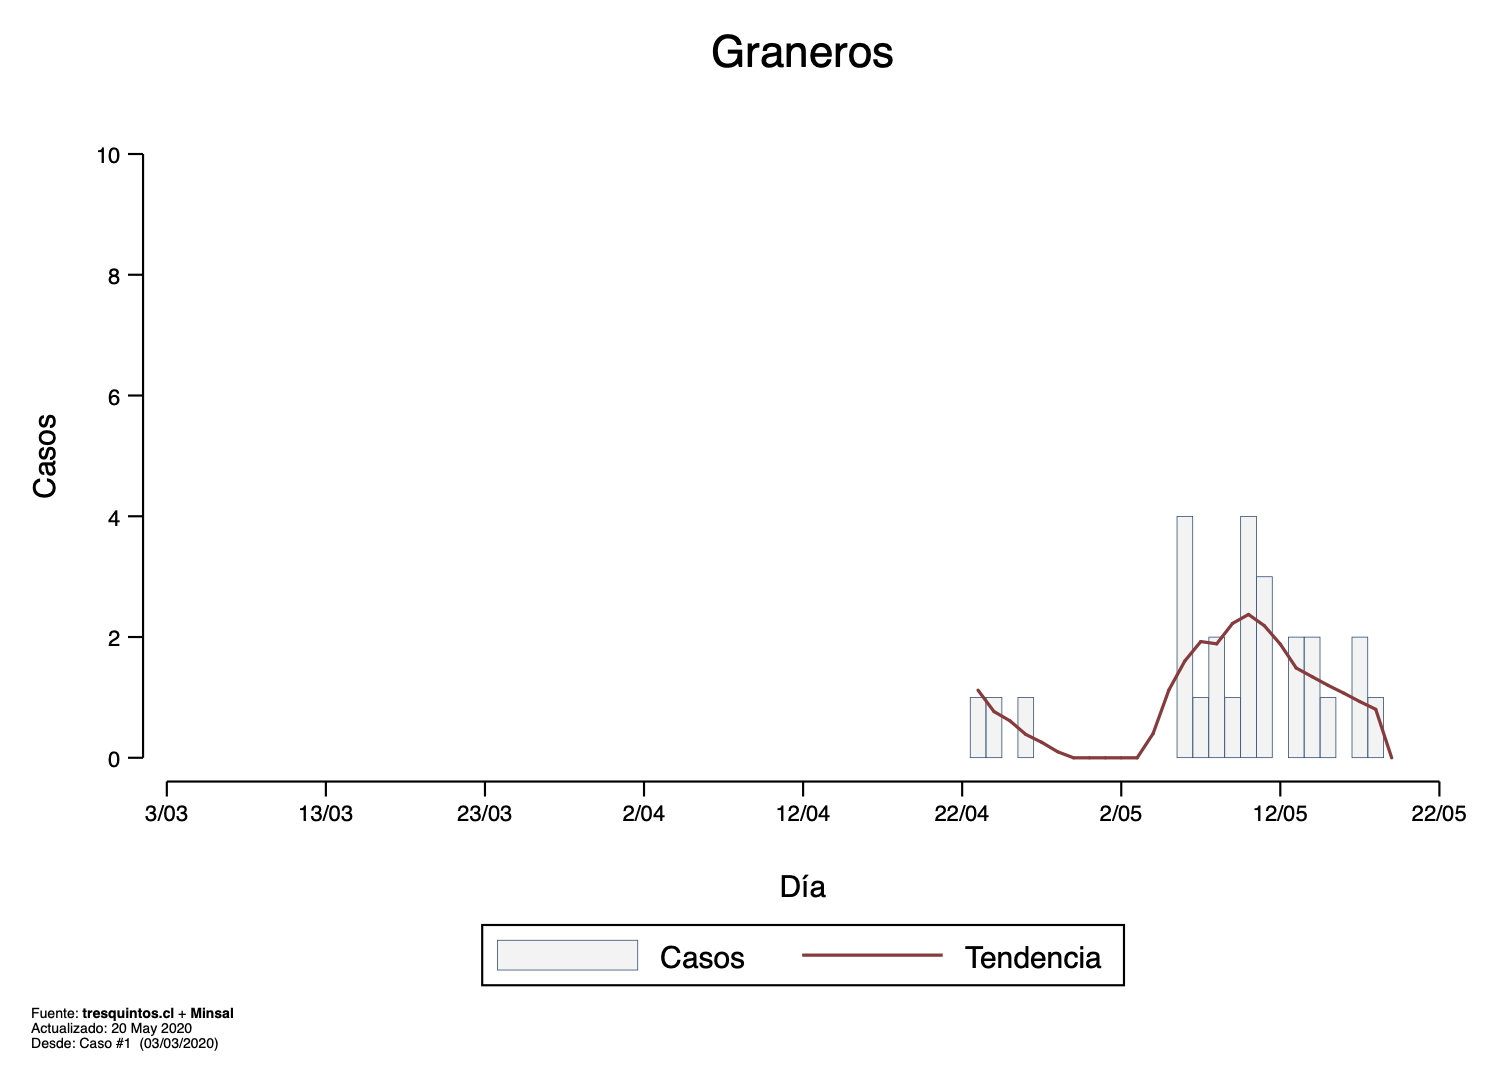 Graneros
10
8
6
4
2
0
Casos
3/03 13/03 23/03 2/04 12/04 22/04 2/05 12/05 22/05
Día
Casos Tendencia
Fuente: tresquintos.cl + Minsal
Actualizado: 20 May 2020
Desde: Caso #1 (03/03/2020)